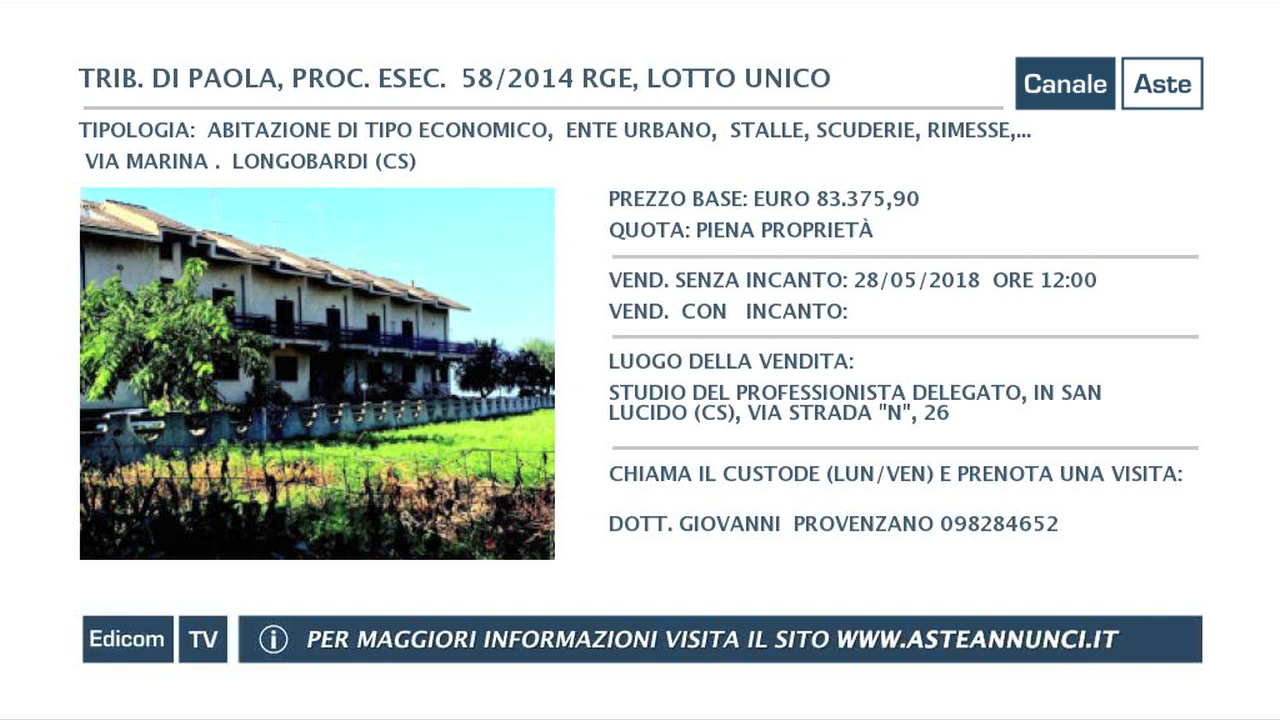 TRIB. DI PAOLA, PROC. ESEC. 58/2014 RGE, LOTTO UNICO
Canale Aste
TIPOLOGIA: ABITAZIONE DI TIPO ECONOMICO, ENTE URBANO, STALLE, SCUDERIE, RIMESSE,...
VIA MARINA . LONGOBARDI (CS)
PREZZO BASE: EURO 83.375,90
QUOTA: PIENA PROPRIETÀ
VEND. SENZA INCANTO: 28/05/2018 ORE 12:00
VEND. CON INCANTO:
LUOGO DELLA VENDITA:
STUDIO DEL PROFESSIONISTA DELEGATO, IN SAN
LUCIDO (CS), VIA STRADA "N", 26
CHIAMA IL CUSTODE (LUN/VEN) E PRENOTA UNA VISITA:
DOTT. GIOVANNI PROVENZANO 098284652
Edicom TV
PER MAGGIORI INFORMAZIONI VISITA IL SITO WWW.ASTEANNUNCI.IT